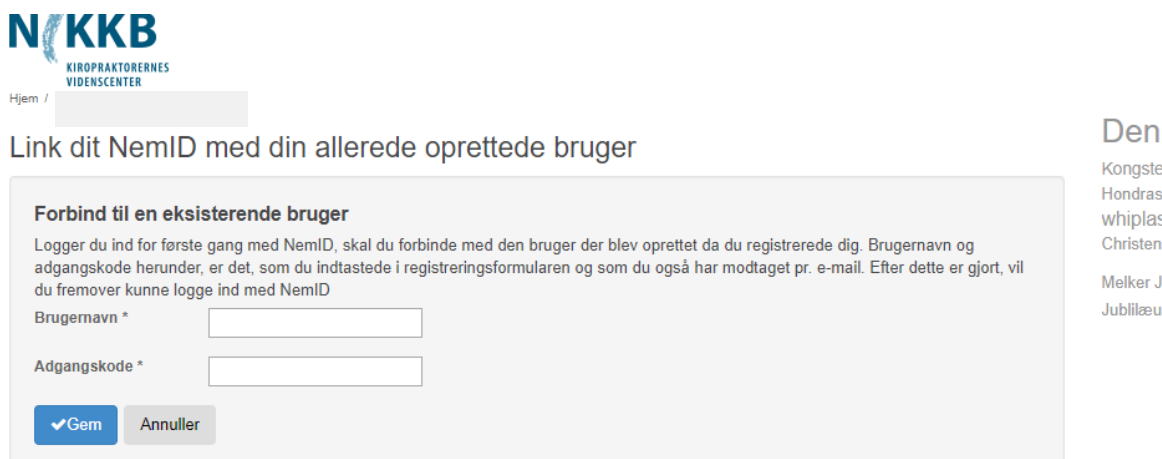 NIKKB
KIROPRAKTORERNES
VIDENSCENTER
Hjem /
Link dit NemID med din allerede oprettede bruger
Forbind til en eksisterende bruger
Logger du ind for første gang med NemID, skal du forbinde med den bruger der blev oprettet da du registrerede dig. Brugernavn og
adgangskode herunder, er det, som du indtastede i registreringsformularen og som du også har modtaget pr. e-mail. Efter dette er gjort, vil
du fremover kunne logge ind med NemID
Brugernavn *
Adgangskode *
Gem Annuller
Den
Kongste
Hondras
whiplas
Christen
Melker J
Jublilæu